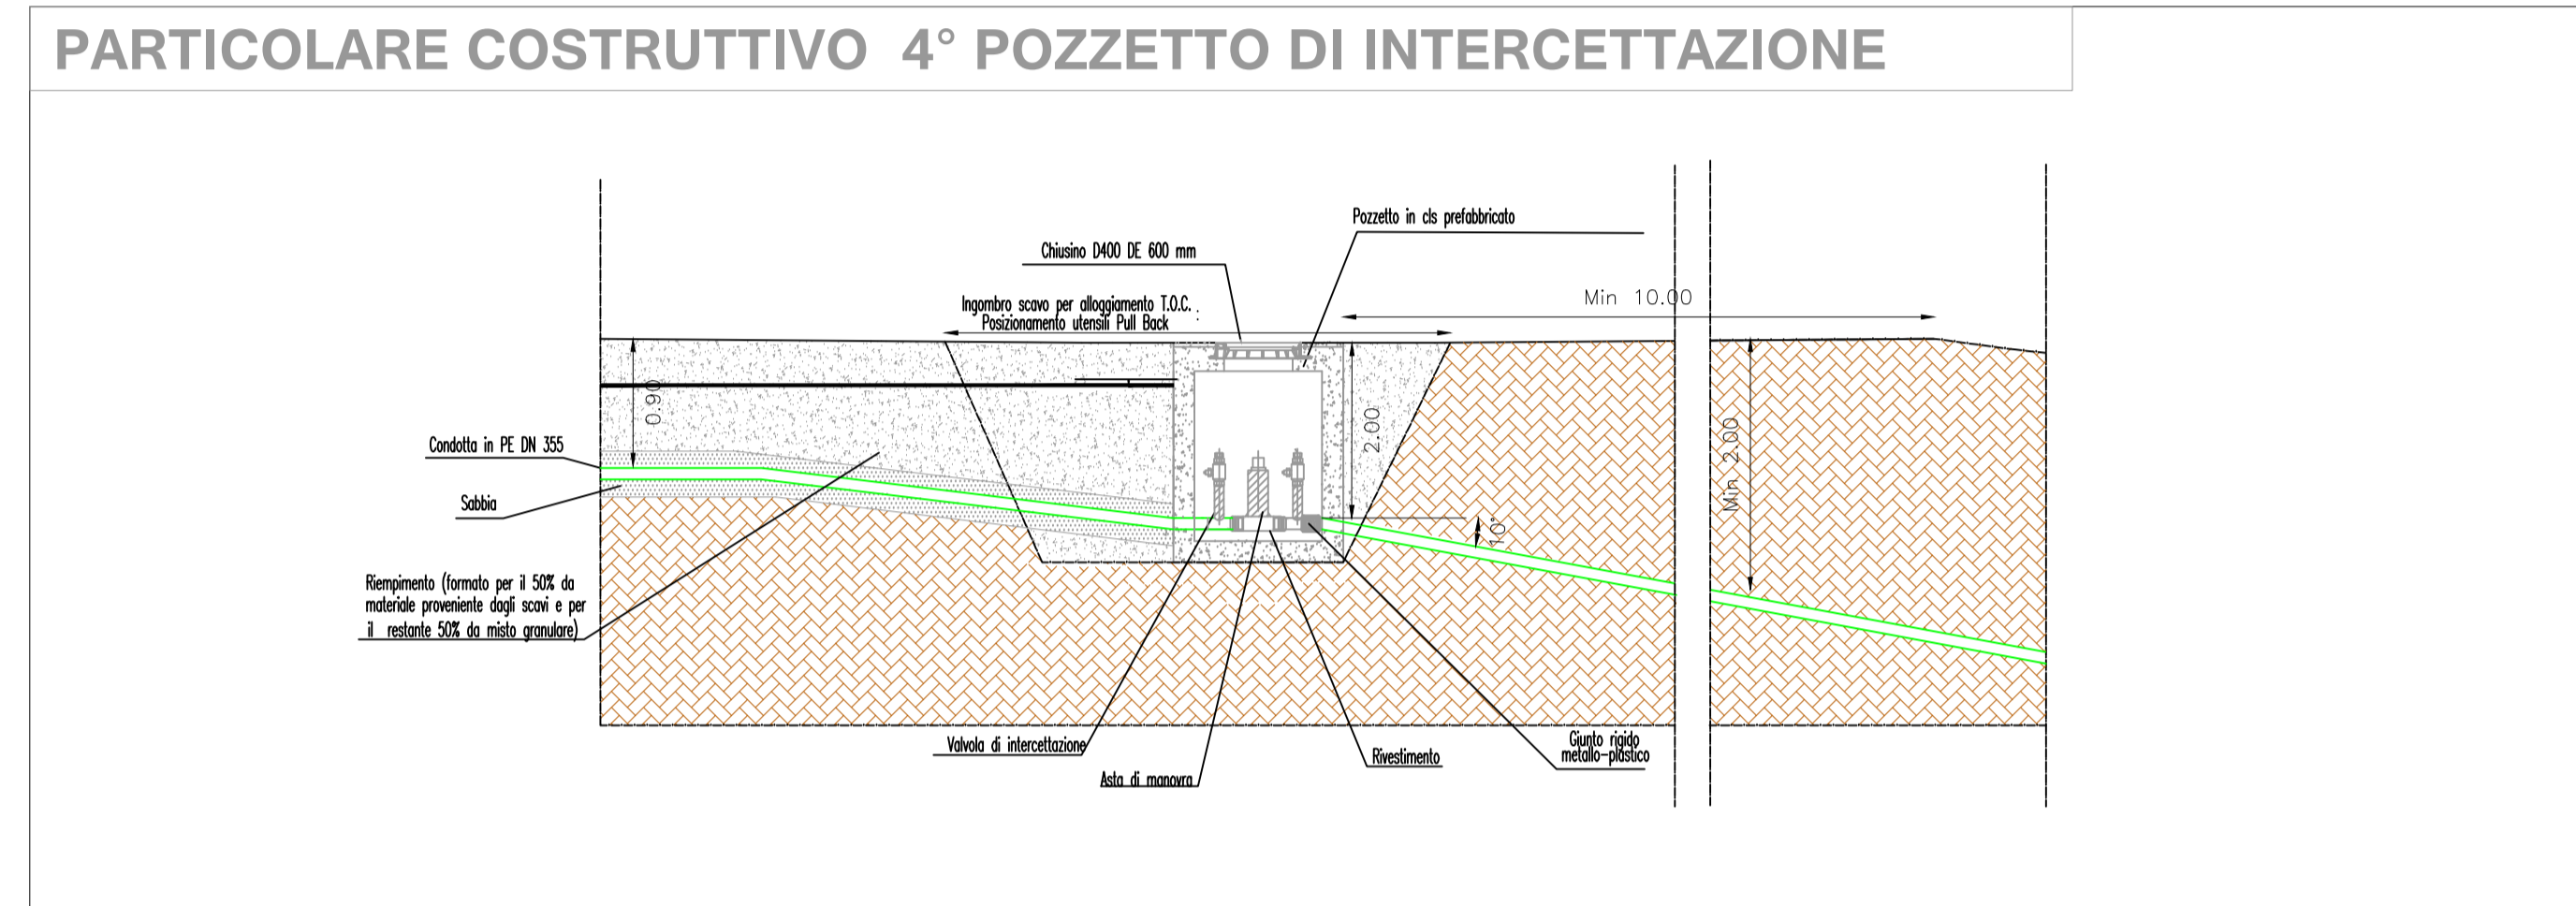 PARTICOLARE COSTRUTTIVO 4° POZZETTO DI INTERCETTAZIONE
Pozzetto in cls prefabbricato
Chiusino D400 DE 600 mm
Ingombro scavo per alloggiamento T.O.C. :
Posizionamento utensili Pull Back
Min 10.00
0.90
2.00
Min 2.00
10°
Condotta in PE DN 355
Sabbia
Riempimento (formato per il 50% da
materiale proveniente dagli scavi e per
il restante 50% da misto granulare)
Valvola di intercettazione
Asta di manovra
Rivestimento
Giunto rigido
metallo-plastico